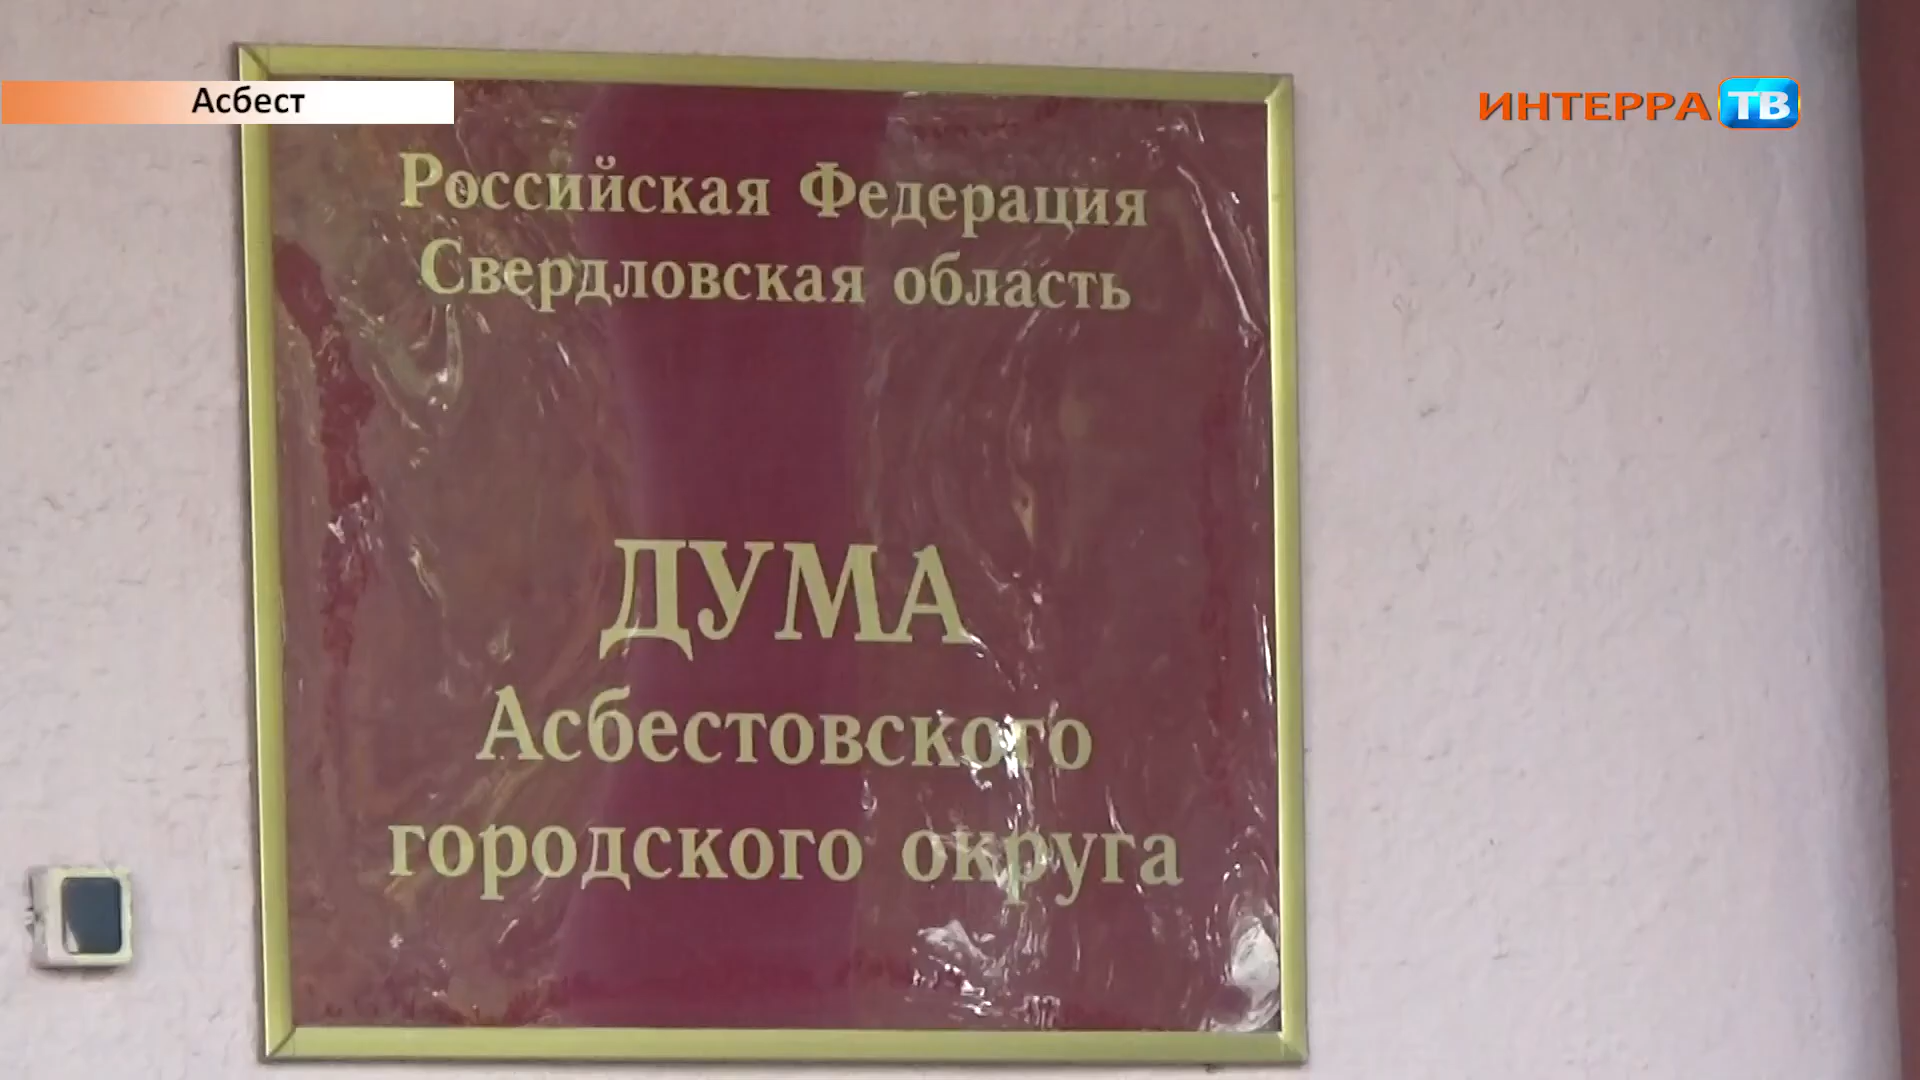 Асбест
ИНТЕРРА ТВ
Российская Федерация
Свердловская область
ДУМА
Асбестовского
городского округа